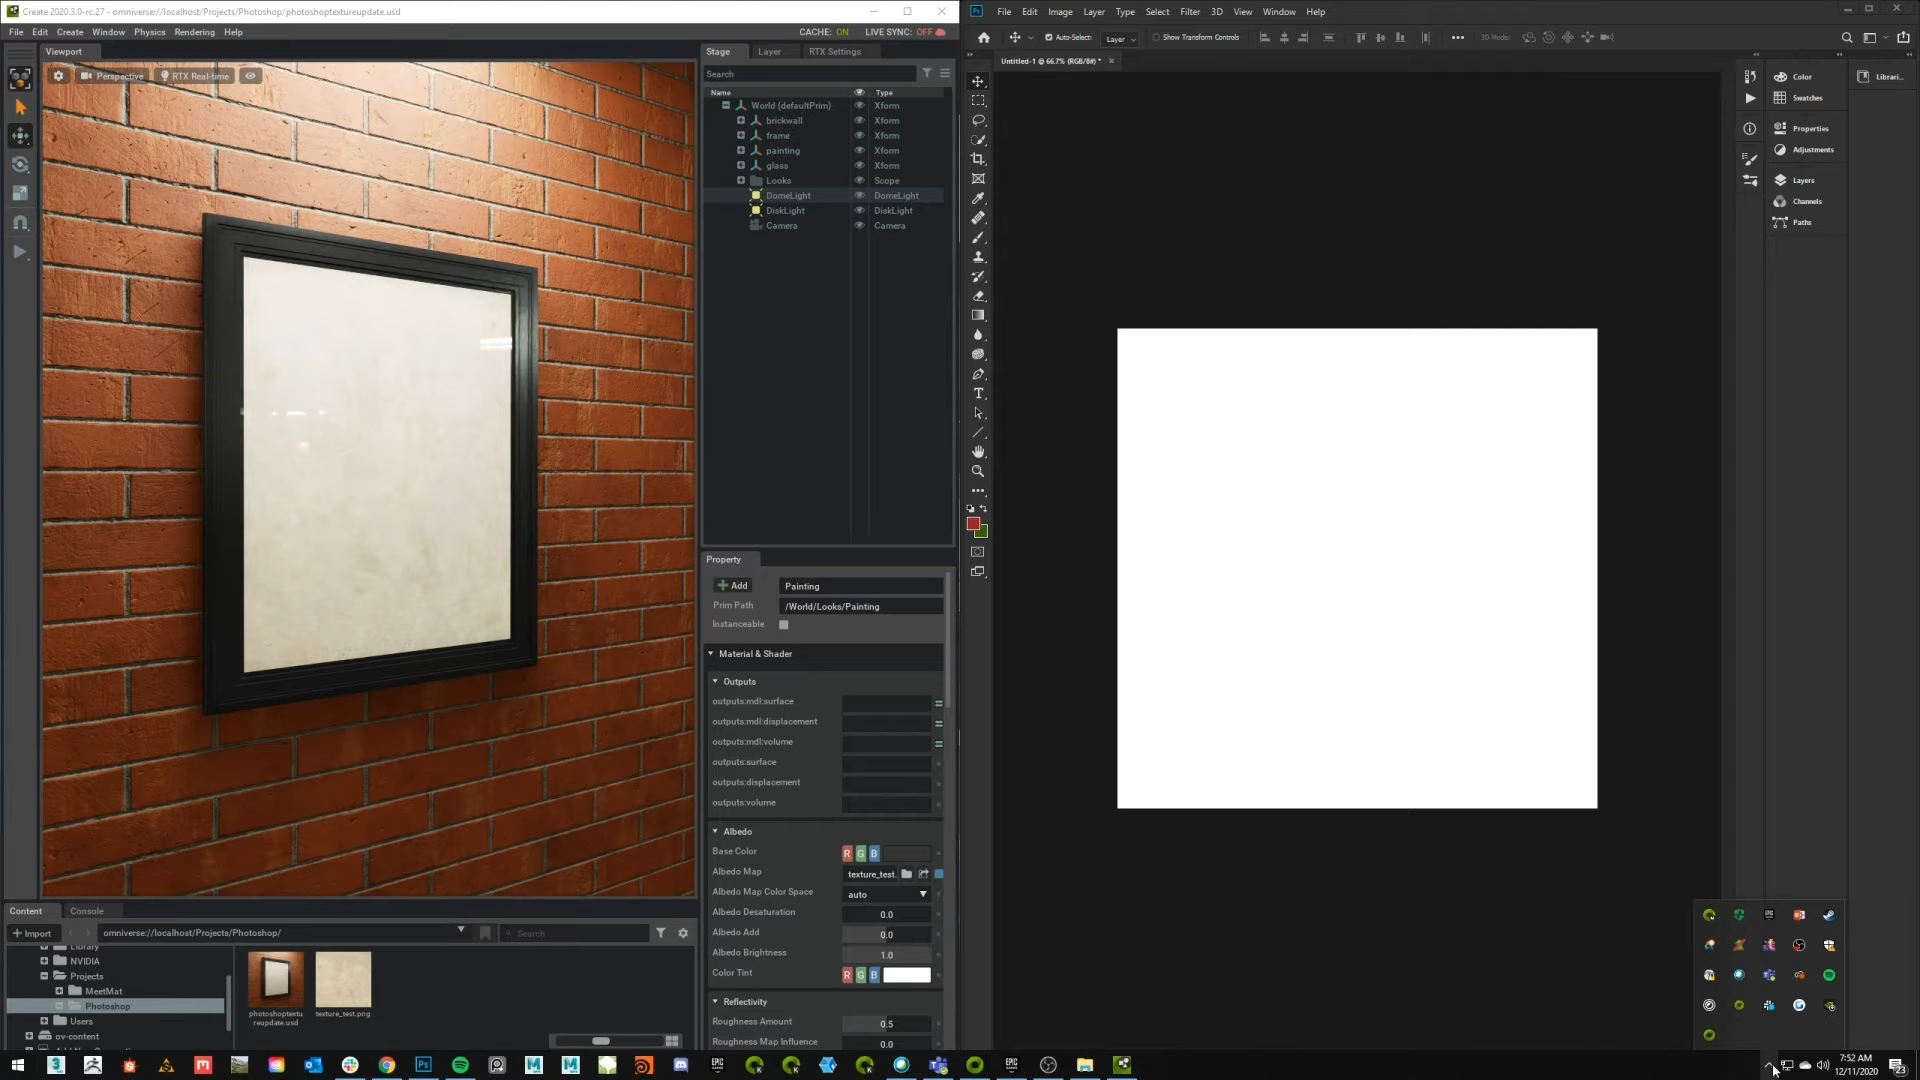 Create 2020.3.0-rc.27 - omniverse://localhost/Projects/Photoshop/photoshoptextureupdate.usd
File Edit Create Window Physics Rendering Help
CACHE: ON LIVE SYNC: OFF
Viewport
Perspective RTX Real-time
Stage Layer RTX Settings
Search
Name Type
World (defaultPrim) Xform
brickwall Xform
frame Xform
painting Xform
glass Xform
Looks Scope
DomeLight DomeLight
DiskLight DiskLight
Camera Camera
Property
Add Painting
Prim Path /World/Looks/Painting
Instanceable
Material & Shader
Outputs
outputs:mdl:surface
outputs:mdl:displacement
outputs:mdl:volume
outputs:surface
outputs:displacement
outputs:volume
Albedo
Base Color R G B
Albedo Map texture_test.
Albedo Map Color Space auto
Albedo Desaturation 0.0
Albedo Add 0.0
Albedo Brightness 1.0
Color Tint R G B
Reflectivity
Roughness Amount 0.5
Roughness Map Influence 0.0
Content Console
Import omniverse://localhost/Projects/Photoshop/ Search
Library
NVIDIA
Projects
MeetMat
Photoshop
Users
ov-content
photoshoptextu
reupdate.usd
texture_test.png
Ps File Edit Image Layer Type Select Filter 3D View Window Help
Auto-Select: Layer Show Transform Controls 3D Mode:
Untitled-1 @ 66.7% (RGB/8#) *
Color
Swatches
Properties
Adjustments
Layers
Channels
Paths
Librari...
7:52 AM
12/11/2020
23